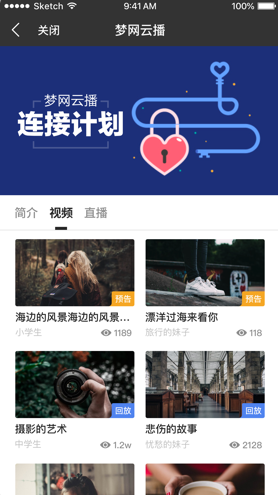 Sketch 9:41 AM 100%
关闭 梦网云播
梦网云播
连接计划
简介 视频 直播
预告 预告
海边的风景海边的风景... 漂洋过海来看你
小学生 1189 旅行的妹子 118
回放 回放
摄影的艺术 悲伤的故事
中学生 1.2w 忧愁的妹子 2128